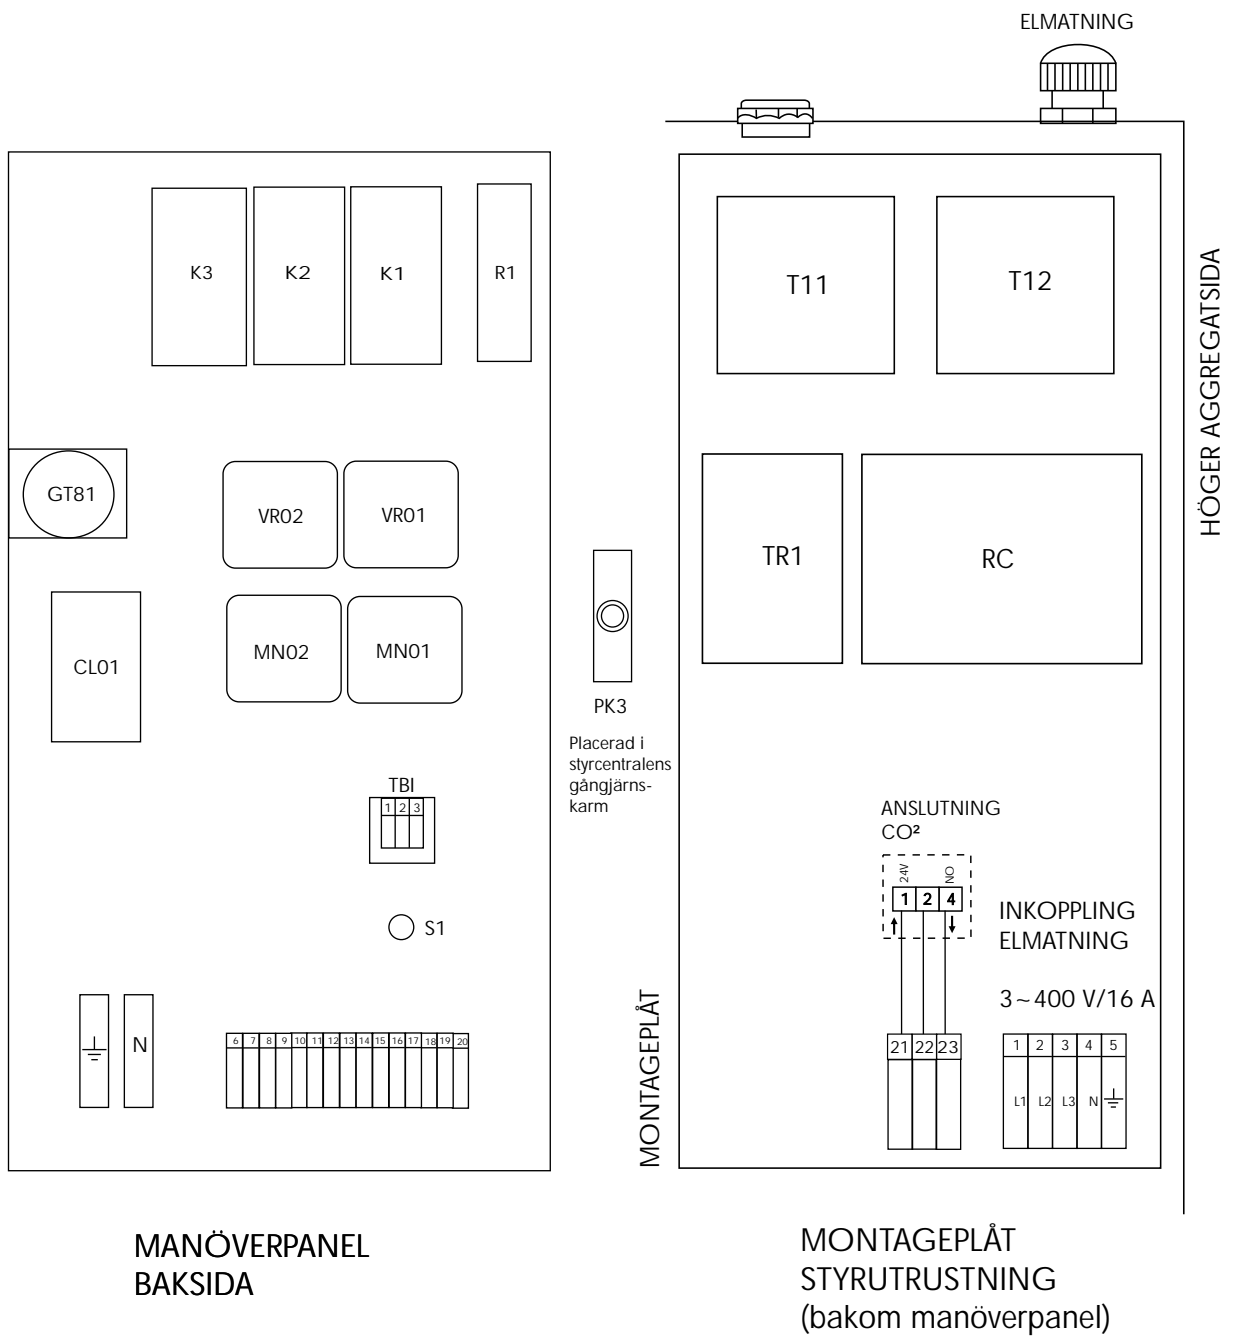 ELMATNING
K3 K2 K1 R1
GT81
VR02 VR01
MN02 MN01
CL01
TBI
1 2 3
S1
N
6 7 8 9 10 11 12 13 14 15 16 17 18 19 20
MANÖVERPANEL
BAKSIDA
PK3
Placerad i
styrcentralens
gångjärns-
karm
MONTAGEPLÅT
T11 T12
TR1 RC
ANSLUTNING
CO²
24V NO
1 2 4
21 22 23
INKOPPLING
ELMATNING
3~400 V/16 A
1 2 3 4 5
L1 L2 L3 N
HÖGER AGGREGATSIDA
MONTAGEPLÅT
STYRUTRUSTNING
(bakom manöverpanel)